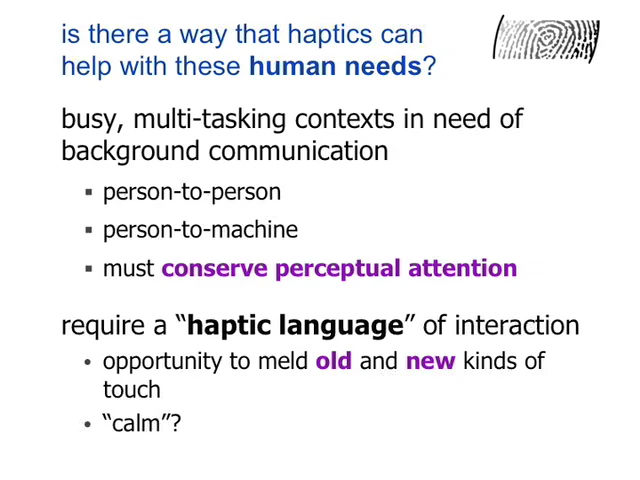 is there a way that haptics can
help with these human needs?
busy, multi-tasking contexts in need of
background communication
▪ person-to-person
▪ person-to-machine
▪ must conserve perceptual attention
require a “haptic language” of interaction
• opportunity to meld old and new kinds of
touch
• “calm”?